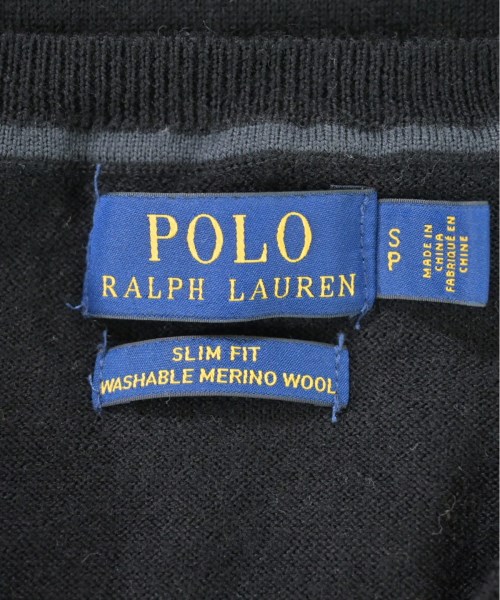 POLO
RALPH LAUREN
S
P
MADE IN
CHINA
FABRIQUÉ EN
CHINE
SLIM FIT
WASHABLE MERINO WOOL